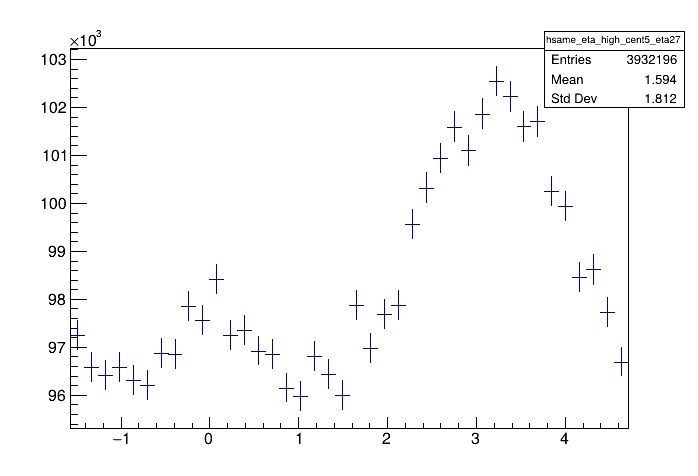 ×10³
hsame_eta_high_cent5_eta27
Entries 3932196
Mean 1.594
Std Dev 1.812
103
102
101
100
99
98
97
96
−1 0 1 2 3 4